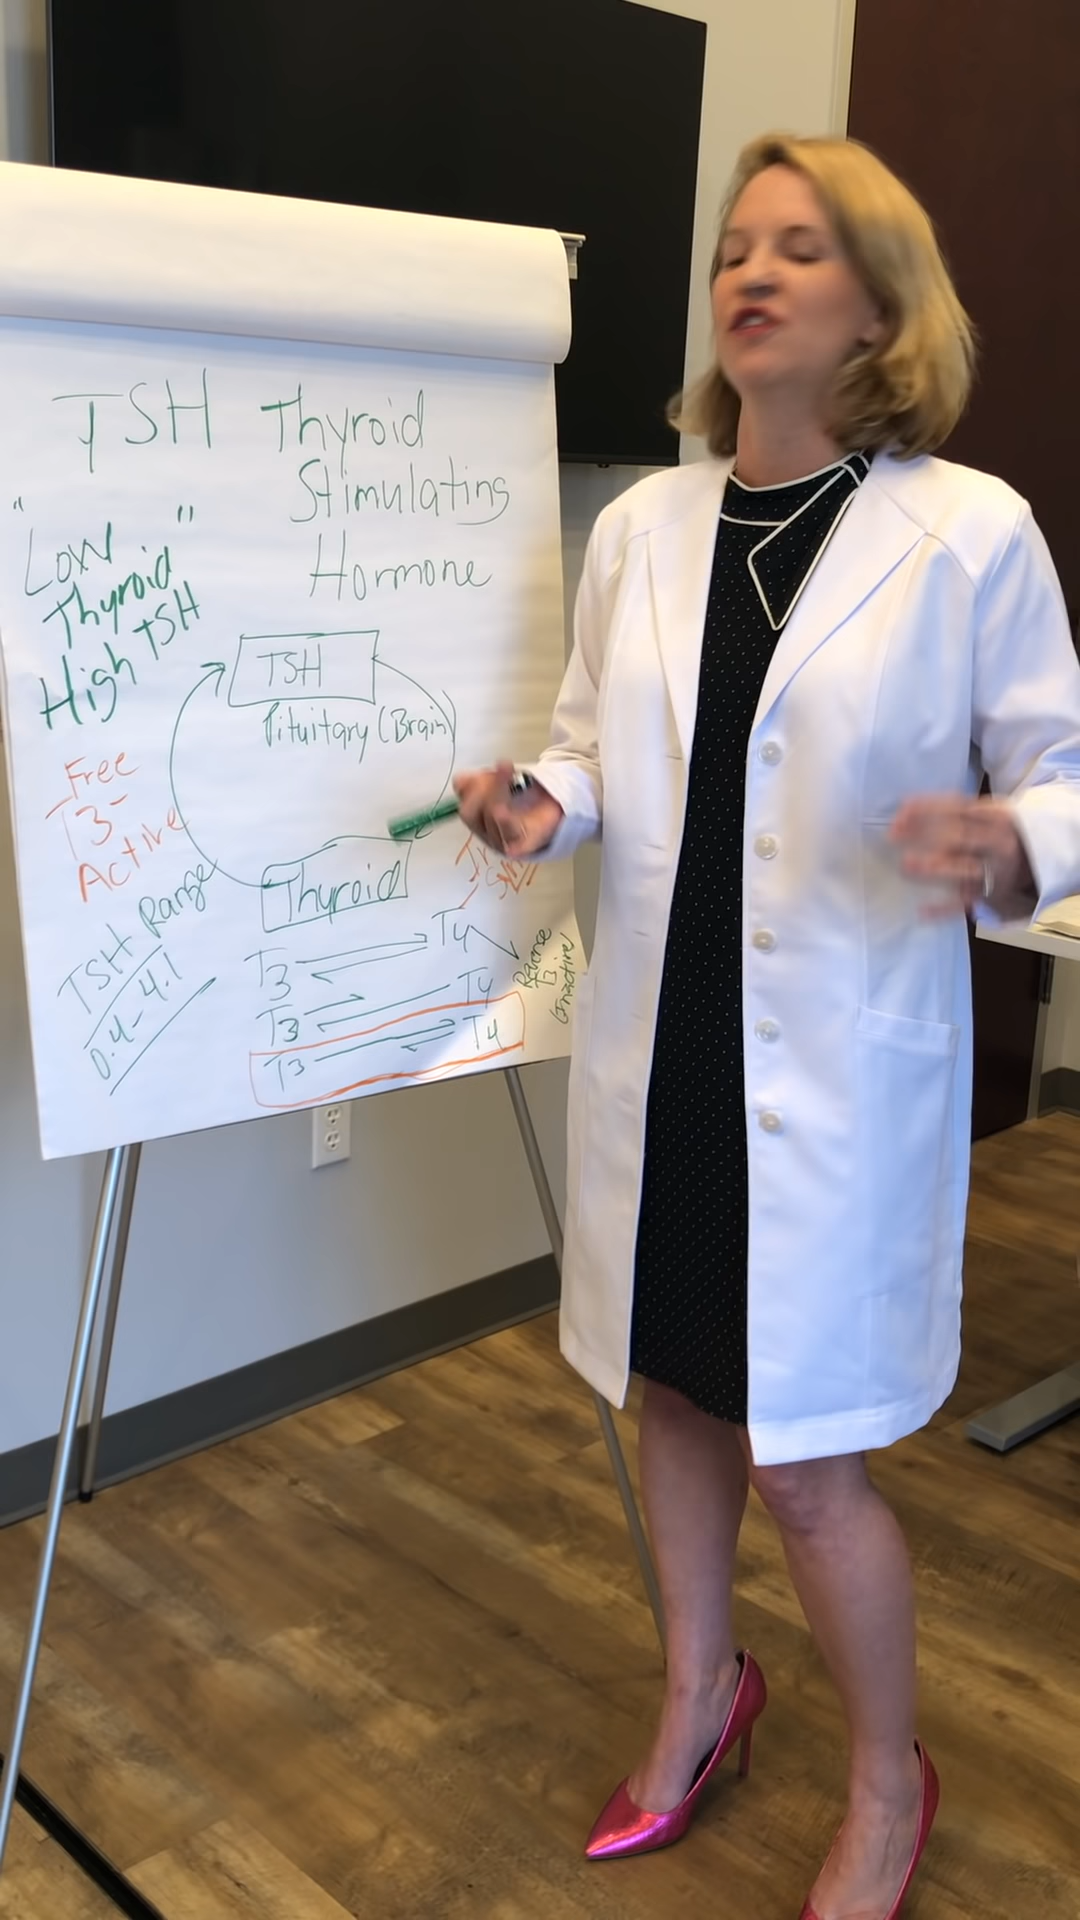 TSH Thyroid
Stimulating
Hormone
"Low"
Thyroid
High TSH
TSH
Pituitary (Brain)
Free
T3-
Active
Thyroid
TSH Range
0.4-4.1
T3 T4
Reverse
T3
Inactive
T3 T4
T3 T4